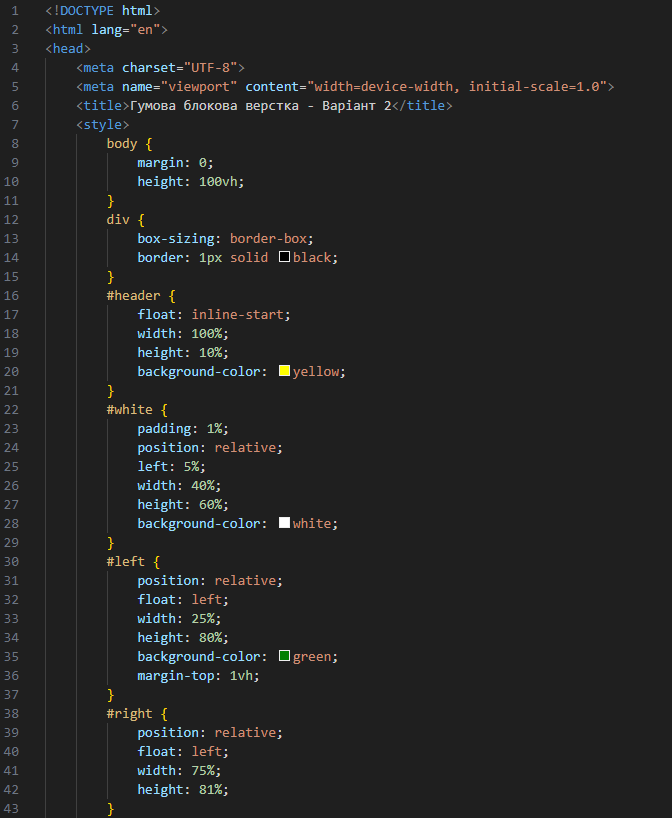 1 <!DOCTYPE html>
2 <html lang="en">
3 <head>
4     <meta charset="UTF-8">
5     <meta name="viewport" content="width=device-width, initial-scale=1.0">
6     <title>Гумова блокова верстка - Варіант 2</title>
7     <style>
8         body {
9             margin: 0;
10             height: 100vh;
11         }
12         div {
13             box-sizing: border-box;
14             border: 1px solid black;
15         }
16         #header {
17             float: inline-start;
18             width: 100%;
19             height: 10%;
20             background-color: yellow;
21         }
22         #white {
23             padding: 1%;
24             position: relative;
25             left: 5%;
26             width: 40%;
27             height: 60%;
28             background-color: white;
29         }
30         #left {
31             position: relative;
32             float: left;
33             width: 25%;
34             height: 80%;
35             background-color: green;
36             margin-top: 1vh;
37         }
38         #right {
39             position: relative;
40             float: left;
41             width: 75%;
42             height: 81%;
43         }